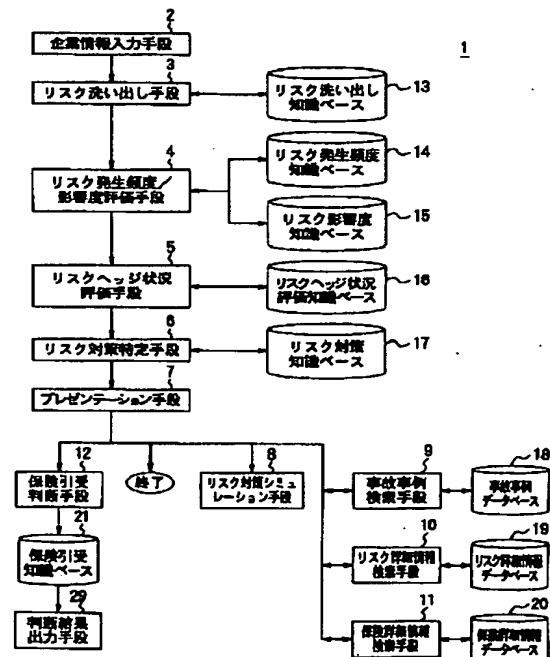 1
2
企業情報入力手段
3
リスク洗い出し手段
リスク洗い出し
知識ベース
13
4
リスク発生頻度／
影響度評価手段
リスク発生頻度
知識ベース
14
リスク影響度
知識ベース
15
5
リスクヘッジ状況
評価手段
リスクヘッジ状況
評価知識ベース
16
6
リスク対策特定手段
リスク対策
知識ベース
17
7
プレゼンテーション手段
12
保険引受
判断手段
終了
8
リスク対策シミュ
レーション手段
9
事故事例
検索手段
18
事故事例
データベース
21
保険引受
知識ベース
10
リスク詳細情報
検索手段
19
リスク詳細情報
データベース
29
判断結果
出力手段
11
保険詳細情報
検索手段
20
保険詳細情報
データベース